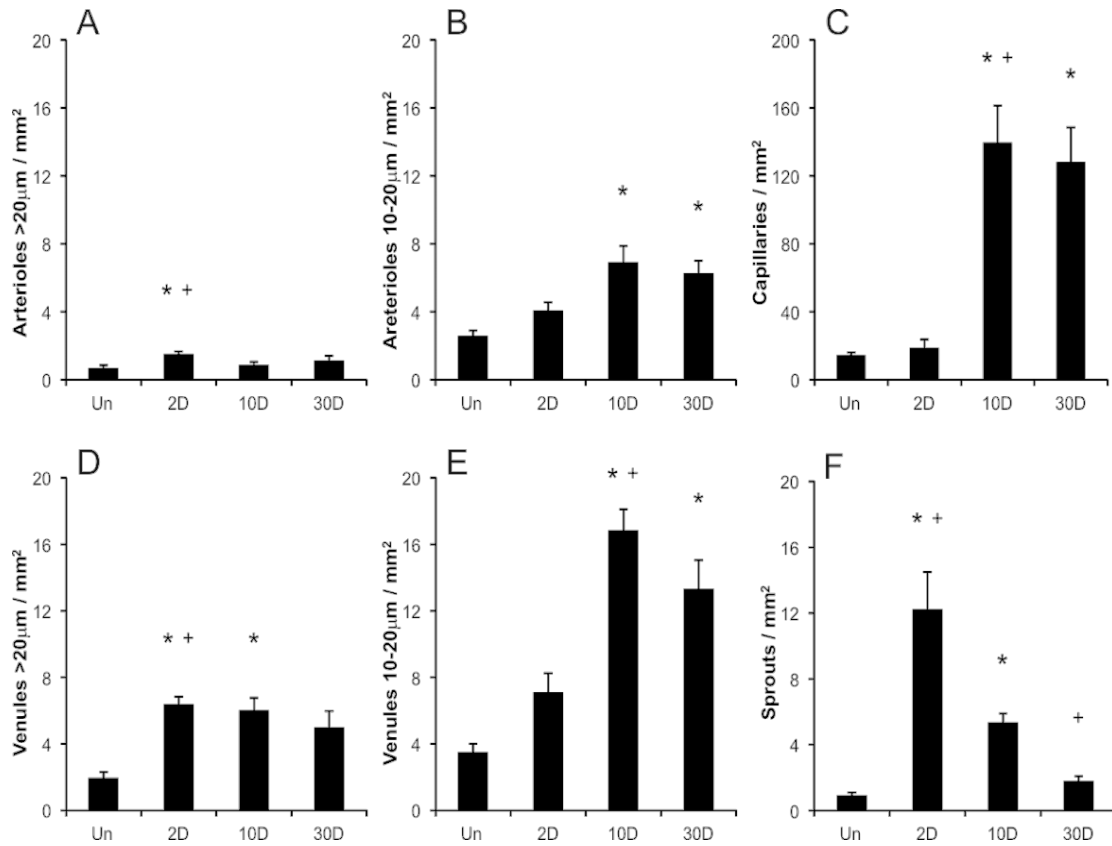 A
Arterioles >20μm / mm²
20
16
12
8
4
0
* +
Un 2D 10D 30D
B
Areterioles 10-20μm / mm²
20
16
12
8
4
0
*
*
Un 2D 10D 30D
C
Capillaries / mm²
200
160
120
80
40
20
0
* +
*
Un 2D 10D 30D
D
Venules >20μm / mm²
20
16
12
8
4
0
* + *
Un 2D 10D 30D
E
Venules 10-20μm / mm²
20
16
12
8
4
0
* +
*
Un 2D 10D 30D
F
Sprouts / mm²
20
16
12
8
4
0
* +
*
+
Un 2D 10D 30D